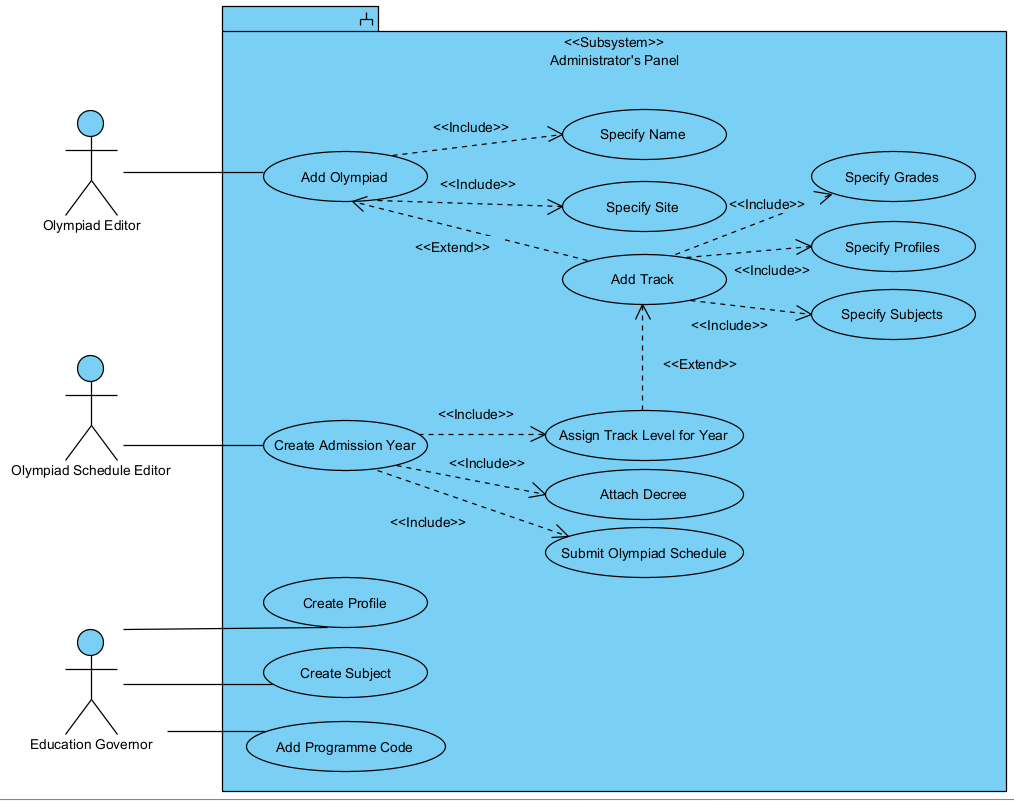 <<Subsystem>>
Administrator's Panel
<<Include>>
Specify Name
Add Olympiad
Specify Grades
<<Include>>
Specify Site
<<Include>>
Olympiad Editor
<<Extend>>
Specify Profiles
<<Include>>
Add Track
Specify Subjects
<<Include>>
<<Extend>>
<<Include>>
Assign Track Level for Year
Create Admission Year
<<Include>>
Olympiad Schedule Editor
Attach Decree
<<Include>>
Submit Olympiad Schedule
Create Profile
Create Subject
Education Governor
Add Programme Code